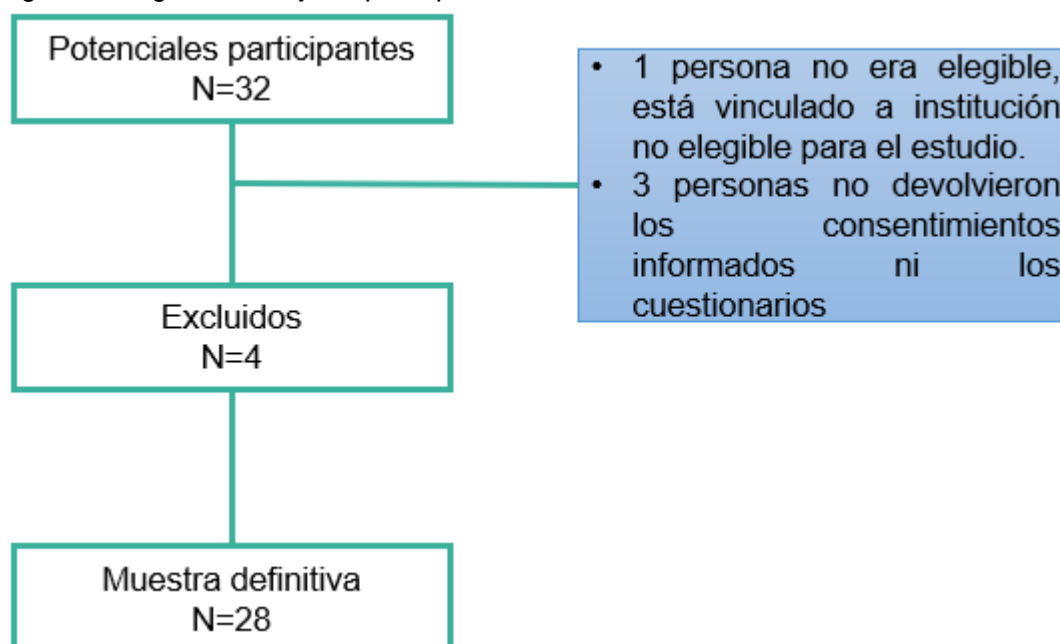 Potenciales participantes
N=32
• 1 persona no era elegible,
está vinculado a institución
no elegible para el estudio.
• 3 personas no devolvieron
los consentimientos
informados ni los
cuestionarios
Excluidos
N=4
Muestra definitiva
N=28